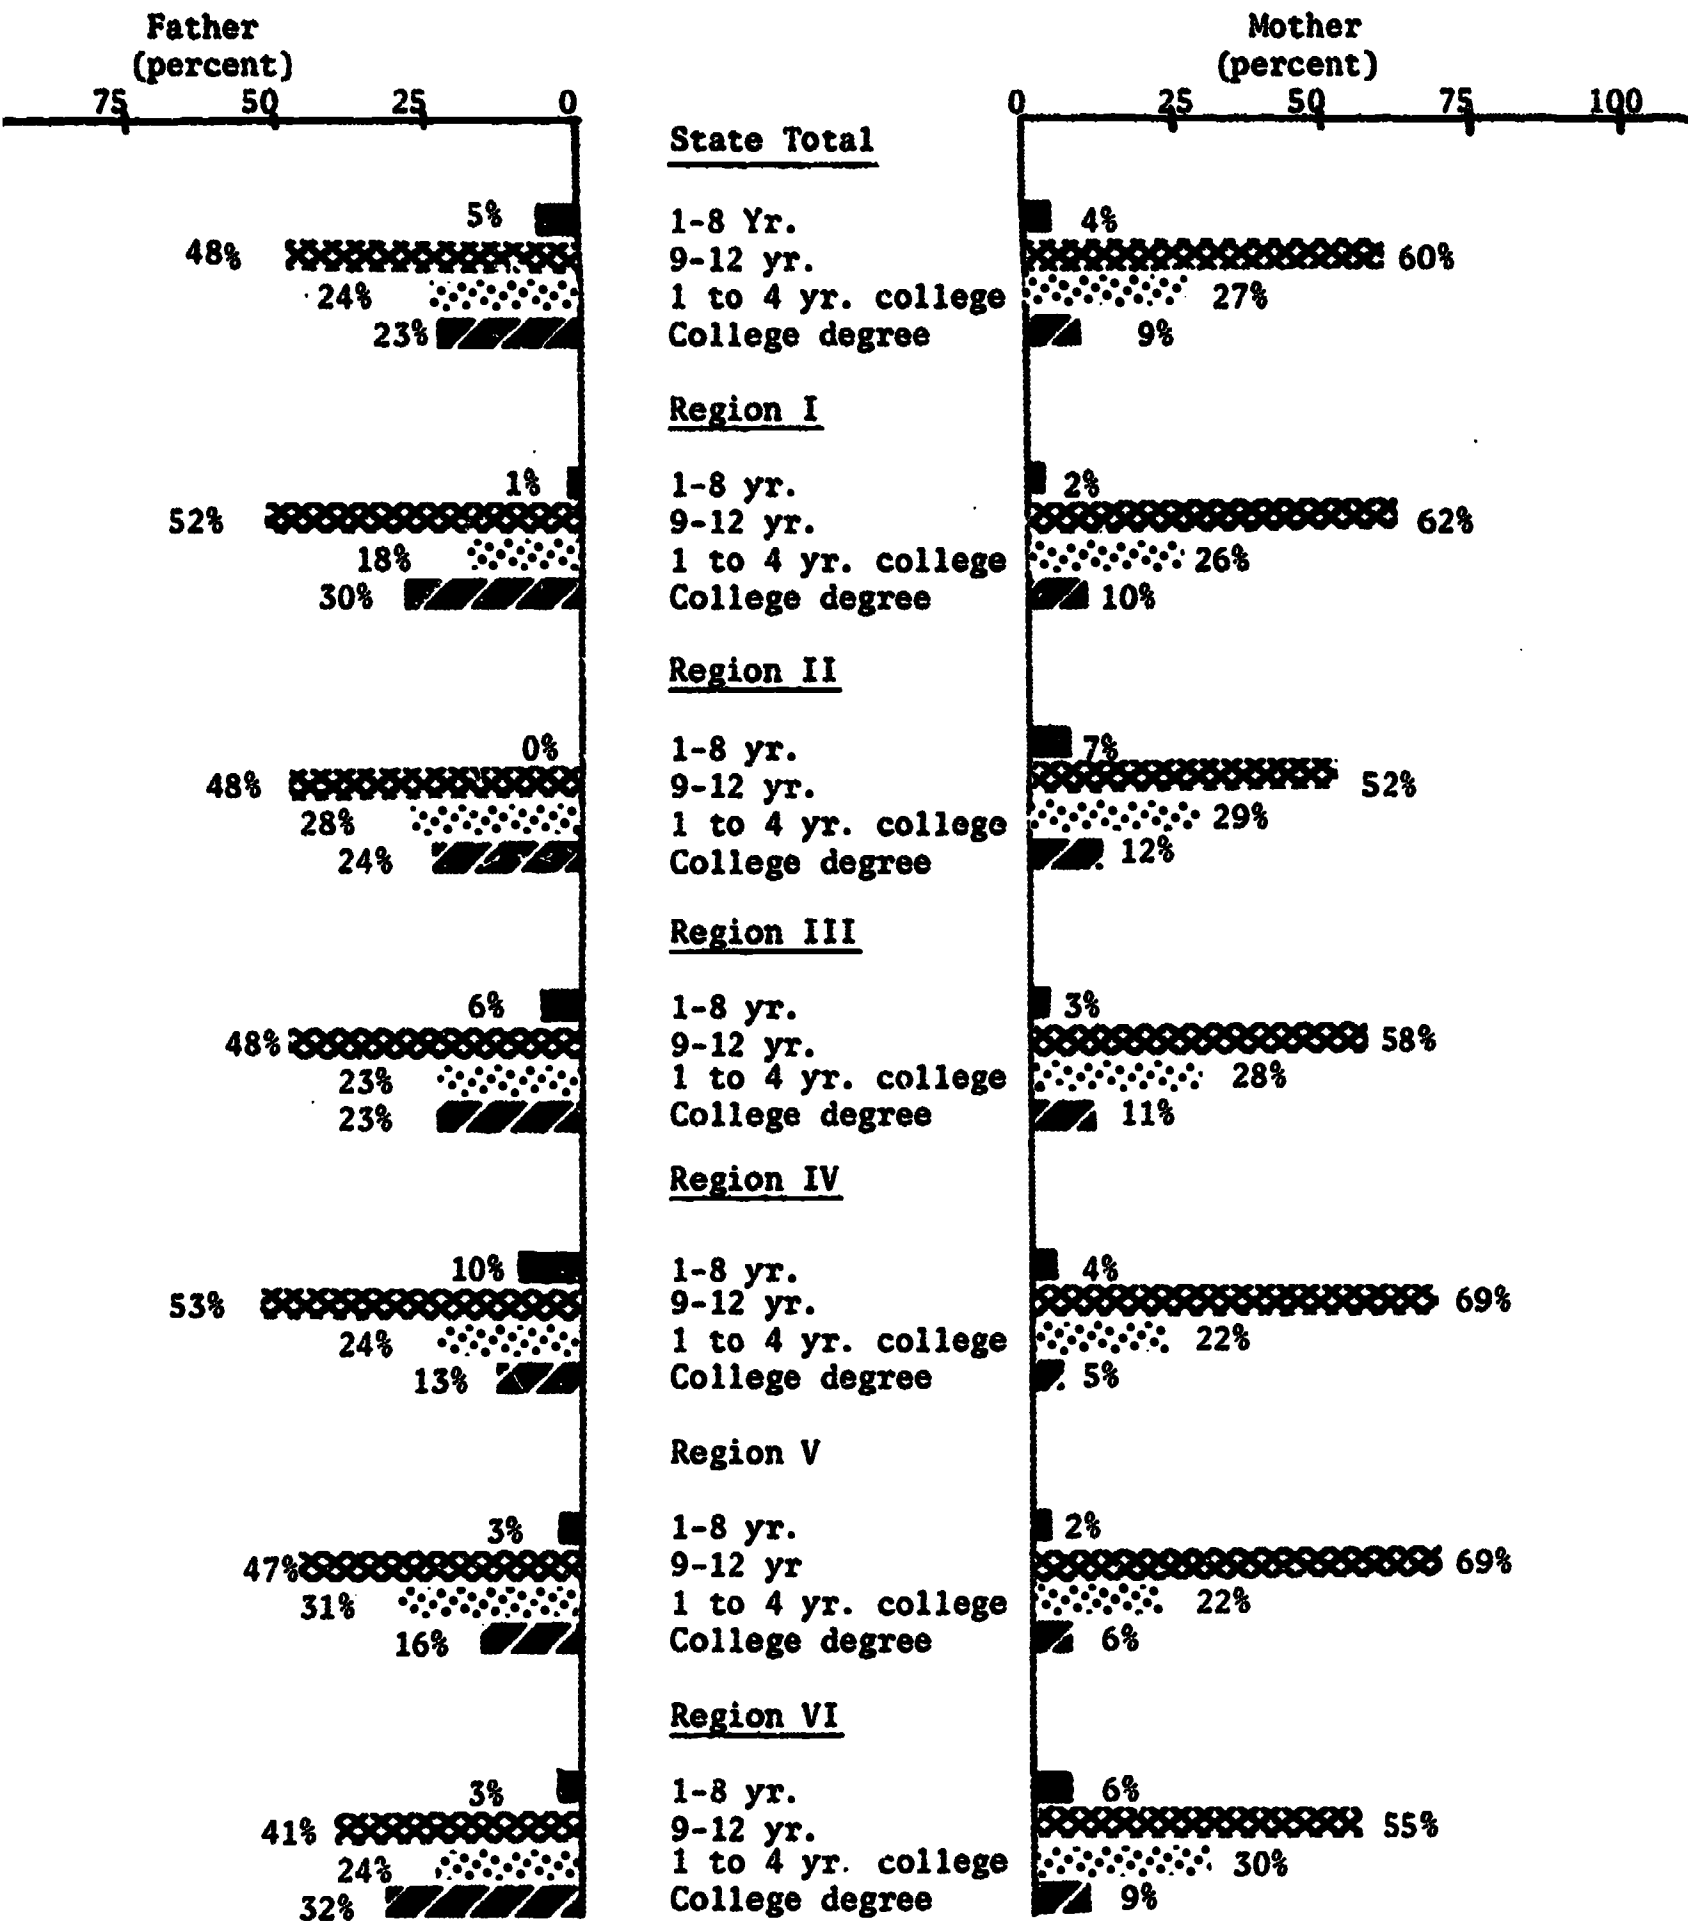 Father Mother
(percent) (percent)
75 50 25 0 0 25 50 75 100
State Total
5% 1-8 Yr. 4%
48% 9-12 yr. 60%
24% 1 to 4 yr. college 27%
23% College degree 9%
Region I
1% 1-8 yr. 2%
52% 9-12 yr. 62%
18% 1 to 4 yr. college 26%
30% College degree 10%
Region II
0% 1-8 yr. 7%
48% 9-12 yr. 52%
28% 1 to 4 yr. college 29%
24% College degree 12%
Region III
6% 1-8 yr. 3%
48% 9-12 yr. 58%
23% 1 to 4 yr. college 28%
23% College degree 11%
Region IV
10% 1-8 yr. 4%
53% 9-12 yr. 69%
24% 1 to 4 yr. college 22%
13% College degree 5%
Region V
3% 1-8 yr. 2%
47% 9-12 yr 69%
31% 1 to 4 yr. college 22%
16% College degree 6%
Region VI
3% 1-8 yr. 6%
41% 9-12 yr. 55%
24% 1 to 4 yr. college 30%
32% College degree 9%